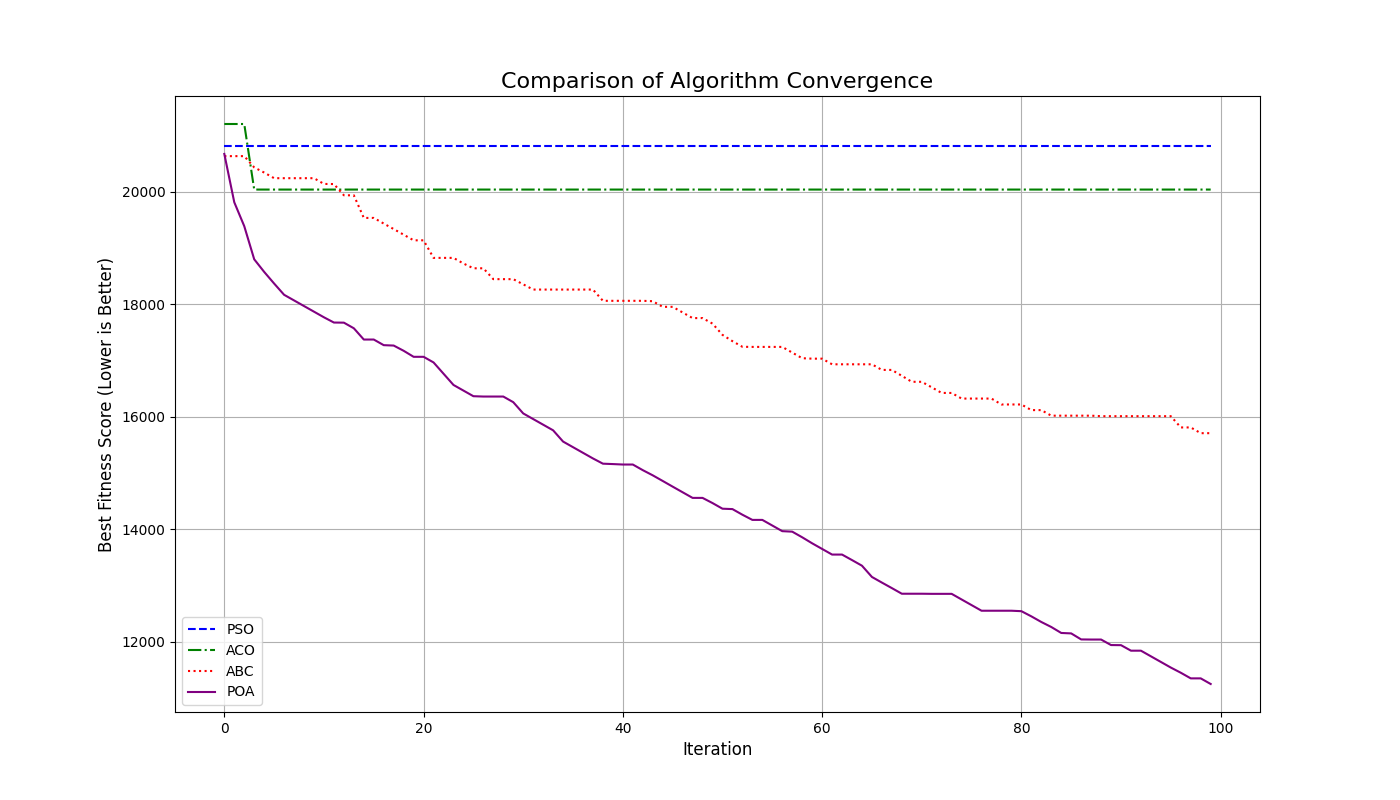 Comparison of Algorithm Convergence
Best Fitness Score (Lower is Better)
20000
18000
16000
14000
12000
PSO
ACO
ABC
POA
0 20 40 60 80 100
Iteration